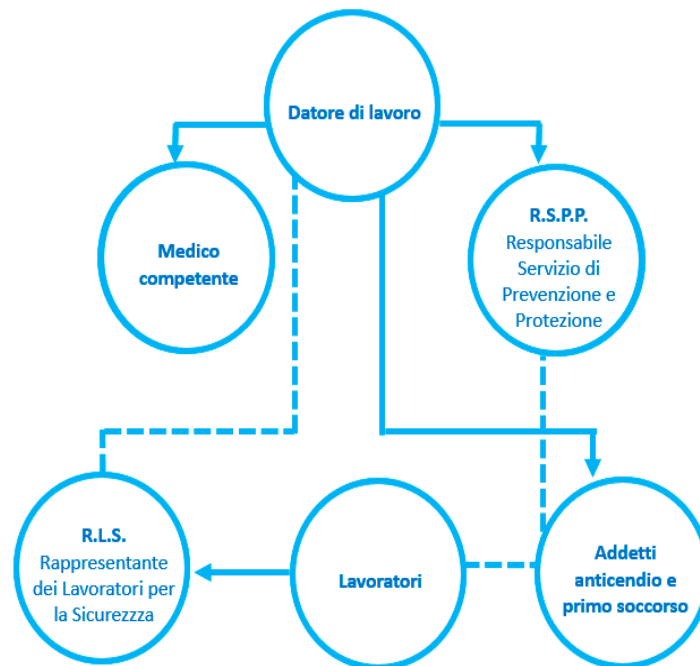 Datore di lavoro
Medico
competente
R.S.P.P.
Responsabile
Servizio di
Prevenzione e
Protezione
R.L.S.
Rappresentante
dei Lavoratori per
la Sicurezzza
Lavoratori
Addetti
anticendio e
primo soccorso